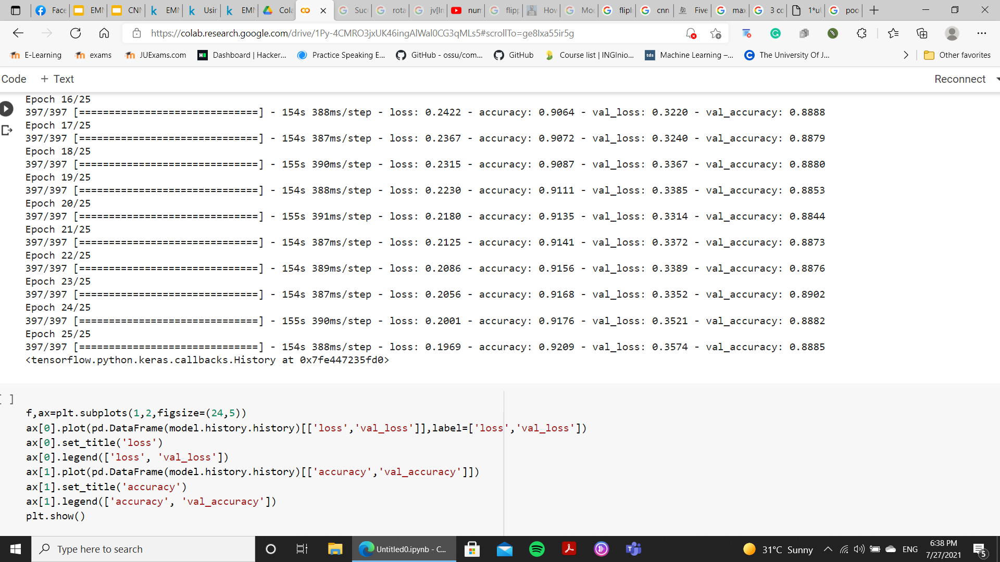 Face
EMN
CNN
EMN
Usin
EMN
Cola
Suc
rota
jv[In
nun
flipp
How
Moc
fliplr
cnn
Five
max
3 co
1*ul
poo
https://colab.research.google.com/drive/1Py-4CMRO3jxUK46ingAlWal0CG3qMLs5#scrollTo=ge8Ixa55ir5g
E-Learning
exams
JUExams.com
Dashboard | Hacker...
Practice Speaking E...
GitHub - ossu/com...
GitHub
Course list | INGInio...
tds
Machine Learning –...
The University Of J...
Other favorites
Code + Text
Reconnect
Epoch 16/25
397/397 [==============================] - 154s 388ms/step - loss: 0.2422 - accuracy: 0.9064 - val_loss: 0.3220 - val_accuracy: 0.8888
Epoch 17/25
397/397 [==============================] - 154s 387ms/step - loss: 0.2367 - accuracy: 0.9072 - val_loss: 0.3240 - val_accuracy: 0.8879
Epoch 18/25
397/397 [==============================] - 155s 390ms/step - loss: 0.2315 - accuracy: 0.9087 - val_loss: 0.3367 - val_accuracy: 0.8880
Epoch 19/25
397/397 [==============================] - 154s 388ms/step - loss: 0.2230 - accuracy: 0.9111 - val_loss: 0.3385 - val_accuracy: 0.8853
Epoch 20/25
397/397 [==============================] - 155s 391ms/step - loss: 0.2180 - accuracy: 0.9135 - val_loss: 0.3314 - val_accuracy: 0.8844
Epoch 21/25
397/397 [==============================] - 154s 387ms/step - loss: 0.2125 - accuracy: 0.9141 - val_loss: 0.3372 - val_accuracy: 0.8873
Epoch 22/25
397/397 [==============================] - 154s 389ms/step - loss: 0.2086 - accuracy: 0.9156 - val_loss: 0.3389 - val_accuracy: 0.8876
Epoch 23/25
397/397 [==============================] - 154s 387ms/step - loss: 0.2056 - accuracy: 0.9168 - val_loss: 0.3352 - val_accuracy: 0.8902
Epoch 24/25
397/397 [==============================] - 155s 390ms/step - loss: 0.2001 - accuracy: 0.9176 - val_loss: 0.3521 - val_accuracy: 0.8882
Epoch 25/25
397/397 [==============================] - 154s 388ms/step - loss: 0.1969 - accuracy: 0.9209 - val_loss: 0.3574 - val_accuracy: 0.8885
<tensorflow.python.keras.callbacks.History at 0x7fe447235fd0>
[ ]
f,ax=plt.subplots(1,2,figsize=(24,5))
ax[0].plot(pd.DataFrame(model.history.history)[['loss','val_loss']],label=['loss','val_loss'])
ax[0].set_title('loss')
ax[0].legend(['loss', 'val_loss'])
ax[1].plot(pd.DataFrame(model.history.history)[['accuracy','val_accuracy']])
ax[1].set_title('accuracy')
ax[1].legend(['accuracy', 'val_accuracy'])
plt.show()
Type here to search
Untitled0.ipynb - C...
31°C Sunny
ENG
6:38 PM
7/27/2021
5